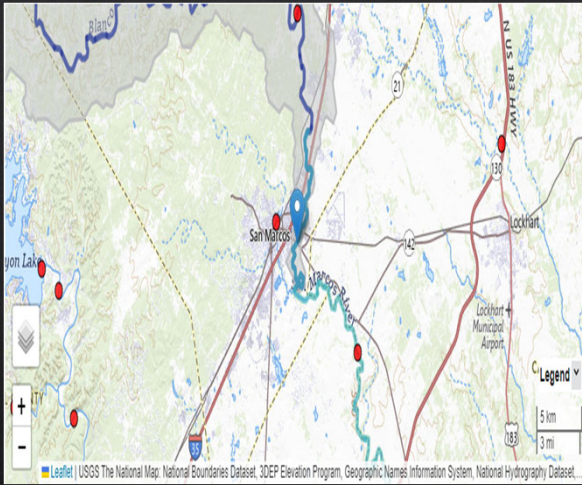 Blan
N US 183 HWY
21
130
San Marcos
Lockhart
142
yon Lake
Marcos River
Lockhart
Municipal
Airport
Legend
+
−
5 km
3 mi
35
183
Leaflet | USGS The National Map: National Boundaries Dataset, 3DEP Elevation Program, Geographic Names Information System, National Hydrography Dataset,